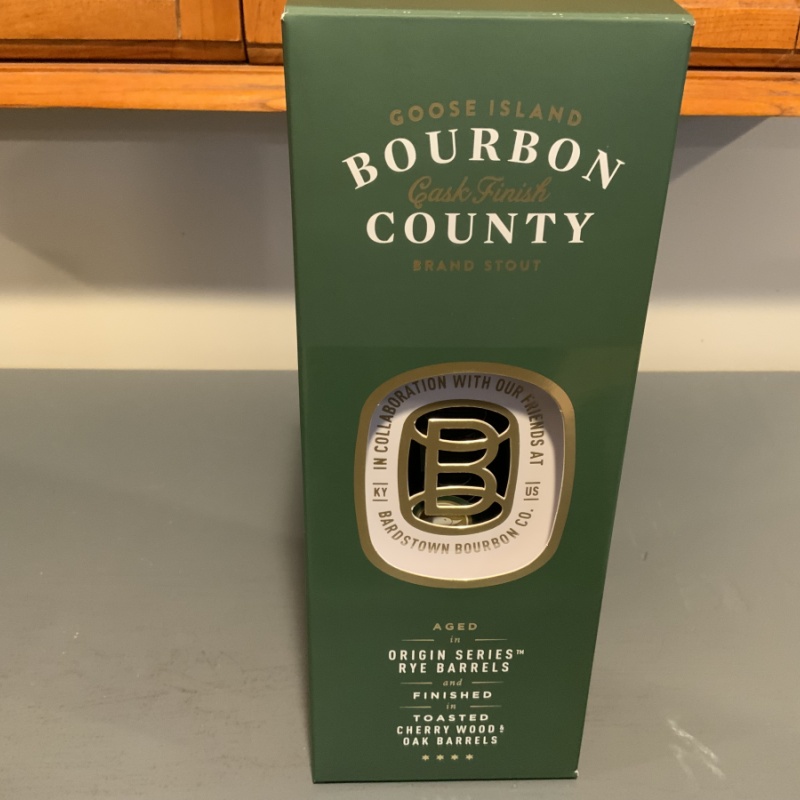 GOOSE ISLAND
BOURBON
Cask Finish
COUNTY
BRAND STOUT
IN COLLABORATION WITH OUR FRIENDS AT
B
KY
US
BARDSTOWN BOURBON CO.
AGED
in
ORIGIN SERIES™
RYE BARRELS
and
FINISHED
in
TOASTED
CHERRY WOOD &
OAK BARRELS